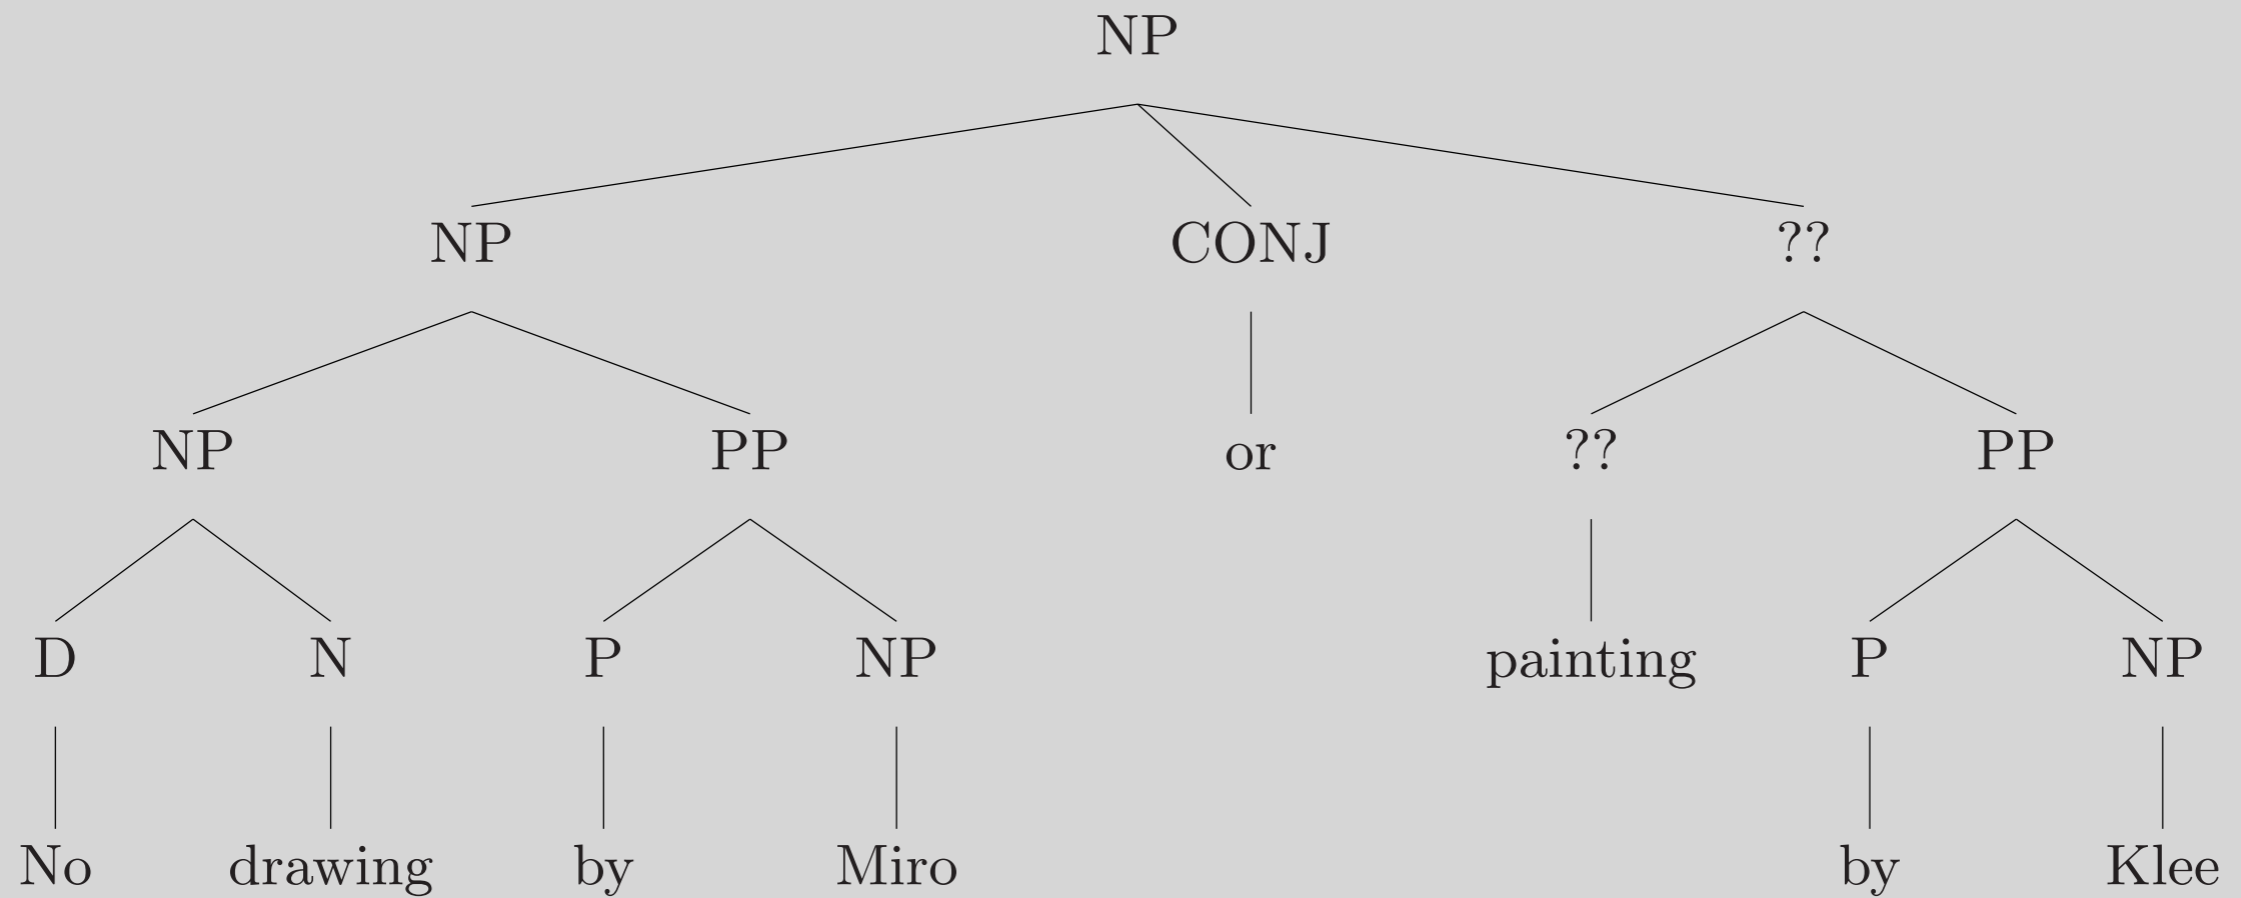 NP
NP CONJ ??
NP PP or ?? PP
D N P NP painting P NP
No drawing by Miro by Klee